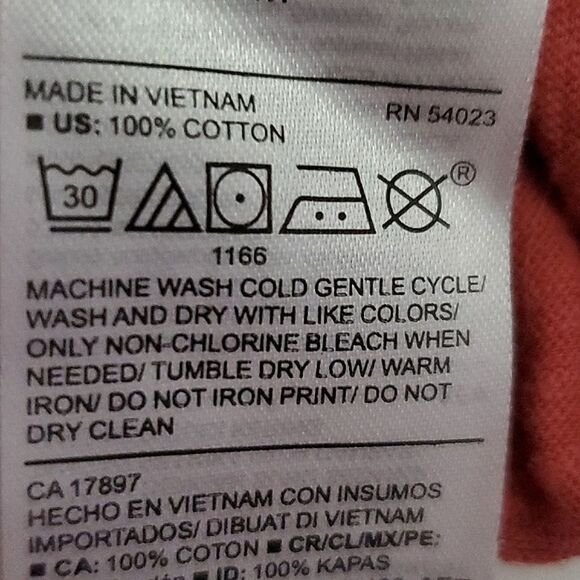 MADE IN VIETNAM RN 54023
■ US: 100% COTTON
30 ®
1166
MACHINE WASH COLD GENTLE CYCLE/
WASH AND DRY WITH LIKE COLORS/
ONLY NON-CHLORINE BLEACH WHEN
NEEDED/ TUMBLE DRY LOW/ WARM
IRON/ DO NOT IRON PRINT/ DO NOT
DRY CLEAN
CA 17897
HECHO EN VIETNAM CON INSUMOS
IMPORTADOS/ DIBUAT DI VIETNAM
■ CA: 100% COTON ■ CR/CL/MX/PE:
■ ID: 100% KAPAS